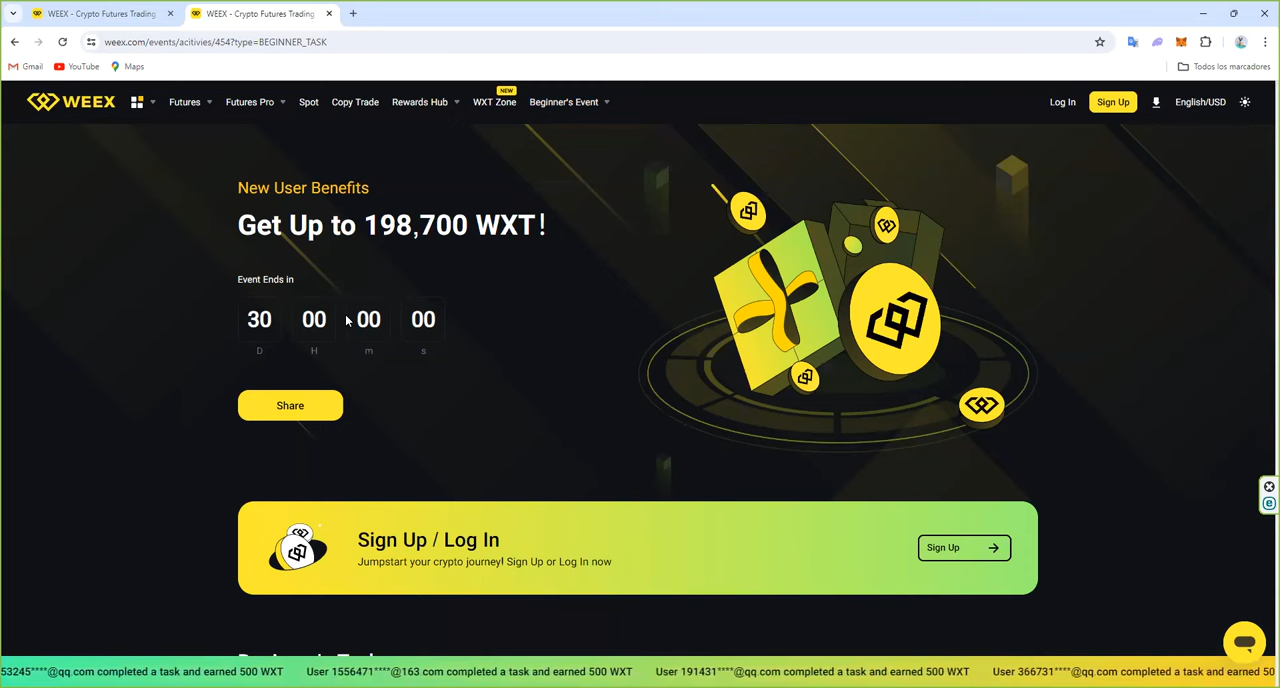 WEEX - Crypto Futures Trading
WEEX - Crypto Futures Trading
weex.com/events/acitivies/454?type=BEGINNER_TASK
Gmail YouTube Maps Todos los marcadores
WEEX Futures Futures Pro Spot Copy Trade Rewards Hub WXT Zone NEW Beginner's Event Log In Sign Up English/USD
New User Benefits
Get Up to 198,700 WXT!
Event Ends in
30 00 00 00
D H m s
Share
Sign Up / Log In
Jumpstart your crypto journey! Sign Up or Log In now
Sign Up
53245****@qq.com completed a task and earned 500 WXT User 1556471****@163.com completed a task and earned 500 WXT User 191431****@qq.com completed a task and earned 500 WXT User 366731****@qq.com completed a task and earned 50